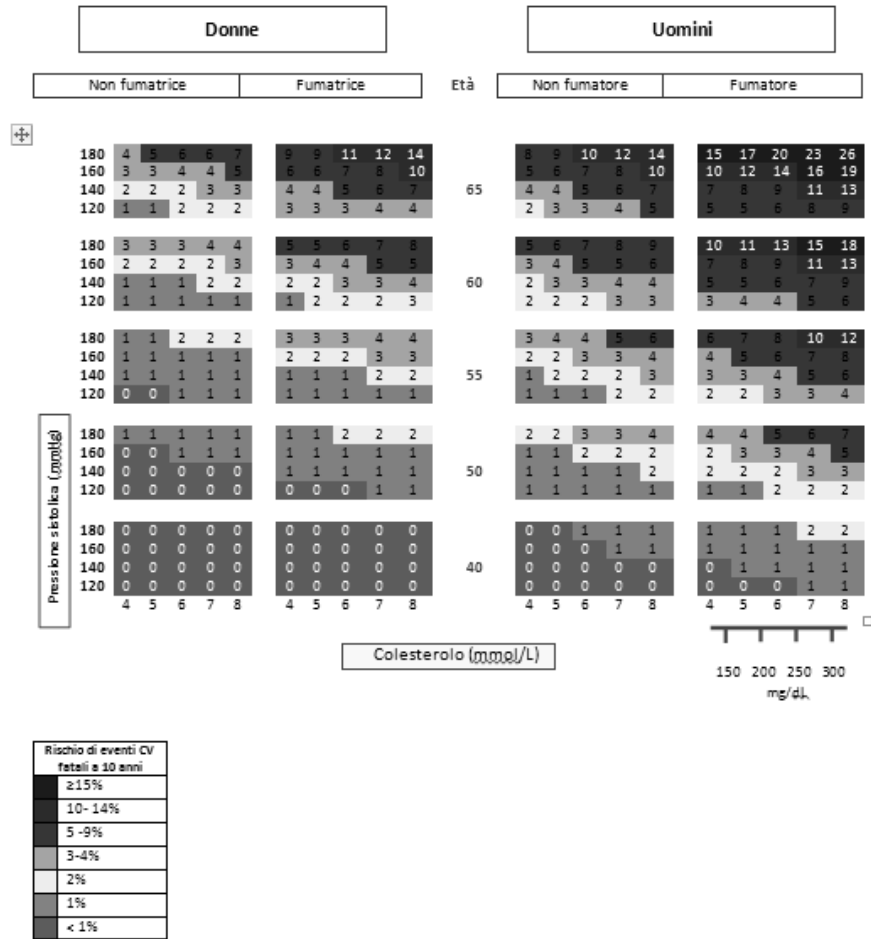 Donne Uomini
Non fumatrice Fumatrice Età Non fumatore Fumatore
180 4 5 6 6 7 9 9 11 12 14 8 9 10 12 14 15 17 20 23 26
160 3 3 4 4 5 6 6 7 8 10 5 6 7 8 10 10 12 14 16 19
140 2 2 2 3 3 4 4 5 6 7 65 4 4 5 6 7 7 8 9 11 13
120 1 1 2 2 2 3 3 3 4 4 2 3 3 4 5 5 5 6 8 9
180 3 3 3 4 4 5 5 6 7 8 5 6 7 8 9 10 11 13 15 18
160 2 2 2 2 3 3 4 4 5 5 60 3 4 5 5 6 7 8 9 11 13
140 1 1 1 2 2 2 2 3 3 4 2 3 3 4 4 5 5 6 7 9
120 1 1 1 1 1 1 2 2 2 3 2 2 2 3 3 3 4 4 5 6
180 1 1 2 2 2 3 3 3 4 4 3 4 4 5 6 6 7 8 10 12
160 1 1 1 1 1 2 2 2 3 3 2 2 3 3 4 4 5 6 7 8
140 1 1 1 1 1 1 1 1 2 2 55 1 2 2 2 3 3 3 4 5 6
120 0 0 1 1 1 1 1 1 1 1 1 1 1 2 2 2 2 3 3 4
180 1 1 1 1 1 1 1 2 2 2 2 2 3 3 4 4 4 5 6 7
160 0 0 1 1 1 1 1 1 1 1 1 1 2 2 2 2 3 3 4 5
140 0 0 0 0 0 1 1 1 1 1 50 1 1 1 1 2 2 2 2 3 3
120 0 0 0 0 0 0 0 0 1 1 1 1 1 1 1 1 1 2 2 2
180 0 0 0 0 0 0 0 0 0 0 0 0 1 1 1 1 1 1 2 2
160 0 0 0 0 0 0 0 0 0 0 0 0 0 1 1 1 1 1 1 1
140 0 0 0 0 0 0 0 0 0 0 40 0 0 0 0 0 0 1 1 1 1
120 0 0 0 0 0 0 0 0 0 0 0 0 0 0 0 0 0 0 1 1
4 5 6 7 8 4 5 6 7 8 4 5 6 7 8 4 5 6 7 8
Pressione sistolica (mmHg)
Colesterolo (mmol/L)
150 200 250 300
mg/dL
Rischio di eventi CV
fatali a 10 anni
≥15%
10- 14%
5 -9%
3-4%
2%
1%
< 1%